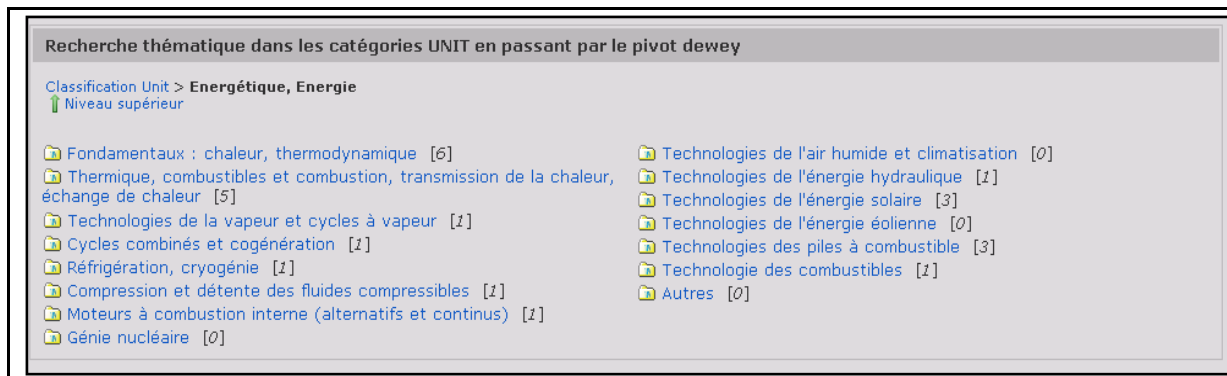 Recherche thématique dans les catégories UNIT en passant par le pivot dewey
Classification Unit > Energétique, Energie
Niveau supérieur
Fondamentaux : chaleur, thermodynamique [6]
Thermique, combustibles et combustion, transmission de la chaleur,
échange de chaleur [5]
Technologies de la vapeur et cycles à vapeur [1]
Cycles combinés et cogénération [1]
Réfrigération, cryogénie [1]
Compression et détente des fluides compressibles [1]
Moteurs à combustion interne (alternatifs et continus) [1]
Génie nucléaire [0]
Technologies de l'air humide et climatisation [0]
Technologies de l'énergie hydraulique [1]
Technologies de l'énergie solaire [3]
Technologies de l'énergie éolienne [0]
Technologies des piles à combustible [3]
Technologie des combustibles [1]
Autres [0]